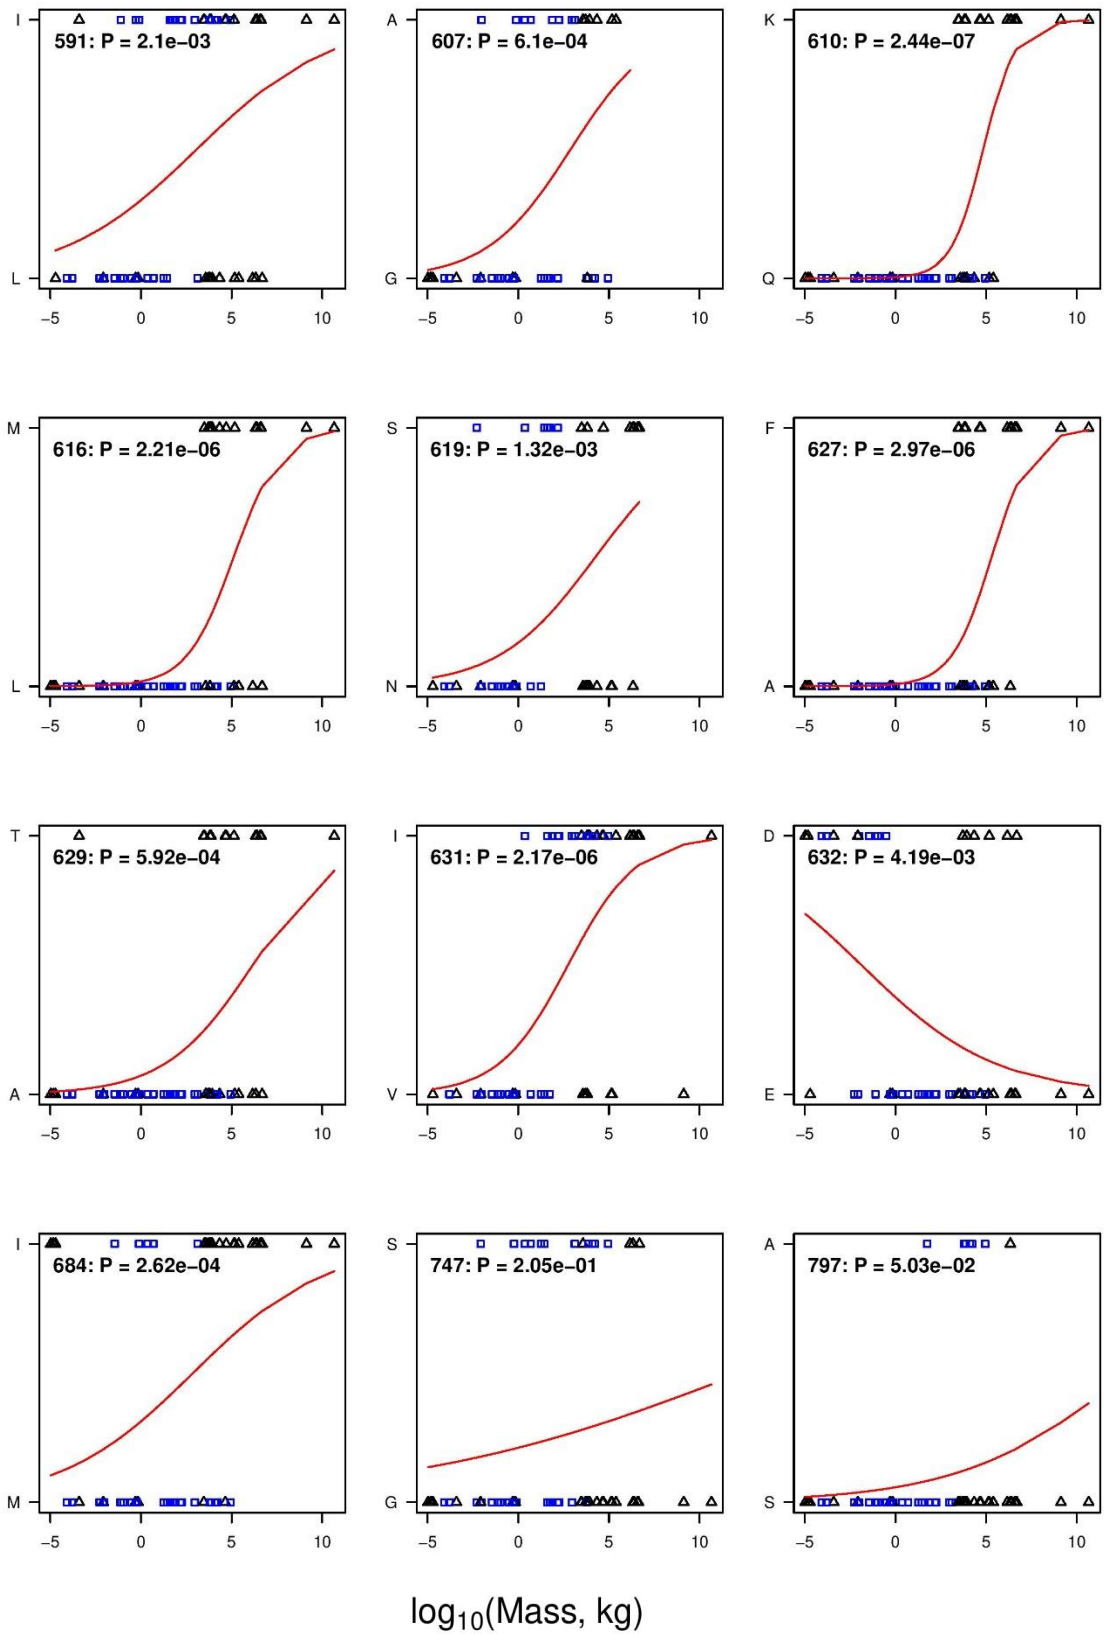 I
591: P = 2.1e−03
L
−5 0 5 10
A
607: P = 6.1e−04
G
−5 0 5 10
K
610: P = 2.44e−07
Q
−5 0 5 10
M
616: P = 2.21e−06
L
−5 0 5 10
S
619: P = 1.32e−03
N
−5 0 5 10
F
627: P = 2.97e−06
A
−5 0 5 10
T
629: P = 5.92e−04
A
−5 0 5 10
I
631: P = 2.17e−06
V
−5 0 5 10
D
632: P = 4.19e−03
E
−5 0 5 10
I
684: P = 2.62e−04
M
−5 0 5 10
S
747: P = 2.05e−01
G
−5 0 5 10
A
797: P = 5.03e−02
S
−5 0 5 10
log₁₀(Mass, kg)